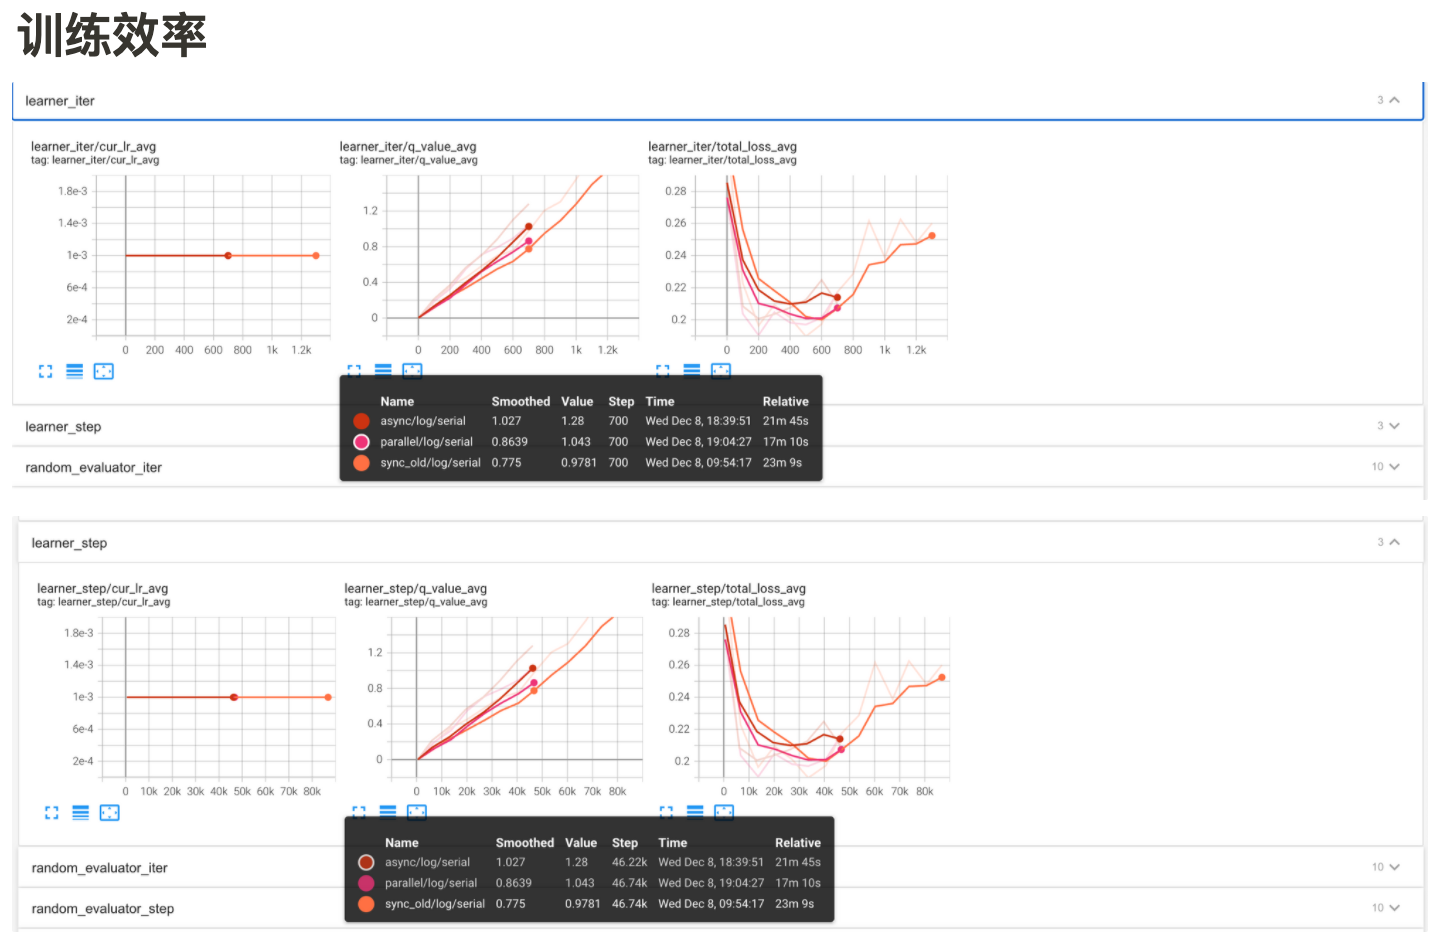 训练效率
learner_iter 3
learner_iter/cur_lr_avg learner_iter/q_value_avg learner_iter/total_loss_avg
tag: learner_iter/cur_lr_avg tag: learner_iter/q_value_avg tag: learner_iter/total_loss_avg
1.8e-3
1.4e-3
1e-3
6e-4
2e-4
0 200 400 600 800 1k 1.2k
1.2
0.8
0.4
0
0 200 400 600 800 1k 1.2k
0.28
0.26
0.24
0.22
0.2
0 200 400 600 800 1k 1.2k
Name Smoothed Value Step Time Relative
async/log/serial 1.027 1.28 700 Wed Dec 8, 18:39:51 21m 45s
parallel/log/serial 0.8639 1.043 700 Wed Dec 8, 19:04:27 17m 10s
sync_old/log/serial 0.775 0.9781 700 Wed Dec 8, 09:54:17 23m 9s
learner_step 3
random_evaluator_iter 10
learner_step 3
learner_step/cur_lr_avg learner_step/q_value_avg learner_step/total_loss_avg
tag: learner_step/cur_lr_avg tag: learner_step/q_value_avg tag: learner_step/total_loss_avg
1.8e-3
1.4e-3
1e-3
6e-4
2e-4
0 10k 20k 30k 40k 50k 60k 70k 80k
1.2
0.8
0.4
0
0 10k 20k 30k 40k 50k 60k 70k 80k
0.28
0.26
0.24
0.22
0.2
0 10k 20k 30k 40k 50k 60k 70k 80k
Name Smoothed Value Step Time Relative
async/log/serial 1.027 1.28 46.22k Wed Dec 8, 18:39:51 21m 45s
parallel/log/serial 0.8639 1.043 46.74k Wed Dec 8, 19:04:27 17m 10s
sync_old/log/serial 0.775 0.9781 46.74k Wed Dec 8, 09:54:17 23m 9s
random_evaluator_iter 10
random_evaluator_step 10